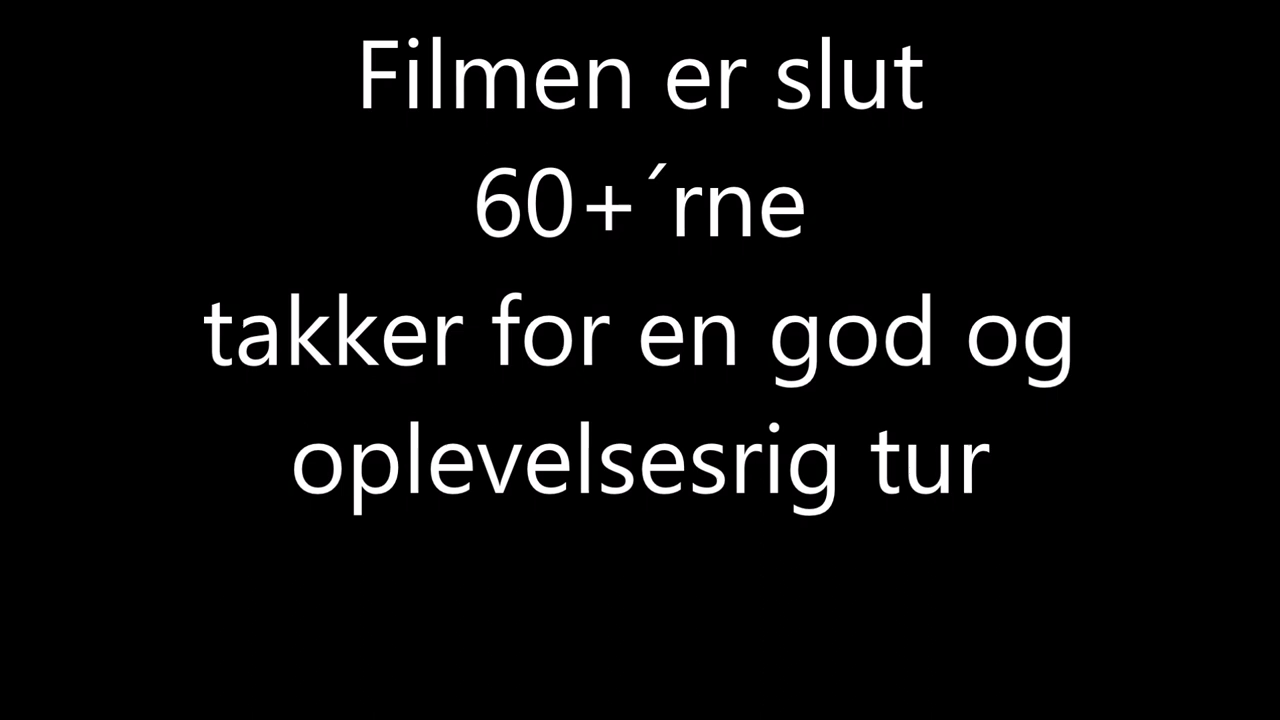 Filmen er slut
60+´rne
takker for en god og
oplevelsesrig tur